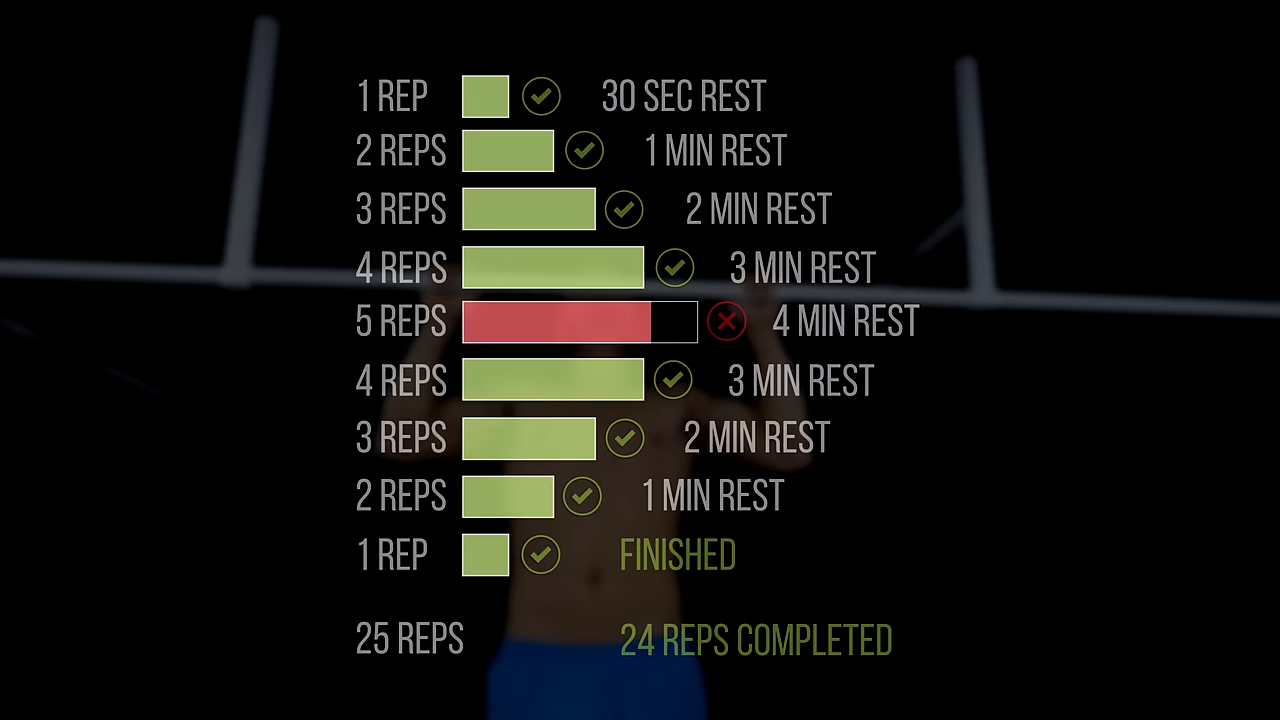 1 REP 30 SEC REST
2 REPS 1 MIN REST
3 REPS 2 MIN REST
4 REPS 3 MIN REST
5 REPS 4 MIN REST
4 REPS 3 MIN REST
3 REPS 2 MIN REST
2 REPS 1 MIN REST
1 REP FINISHED
25 REPS 24 REPS COMPLETED